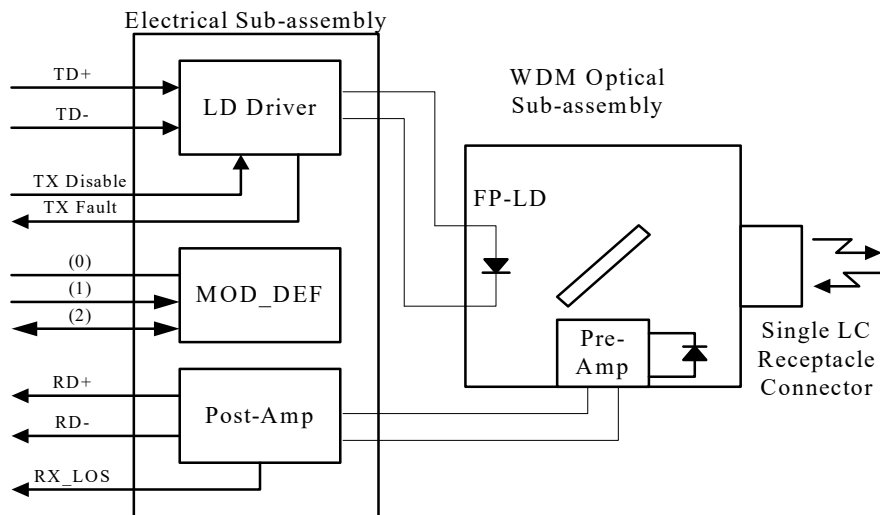 Electrical Sub-assembly
TD+
LD Driver
TD-
TX Disable
TX Fault
(0)
(1)
MOD_DEF
(2)
RD+
Post-Amp
RD-
RX_LOS
WDM Optical
Sub-assembly
FP-LD
Pre-
Amp
Single LC
Receptacle
Connector